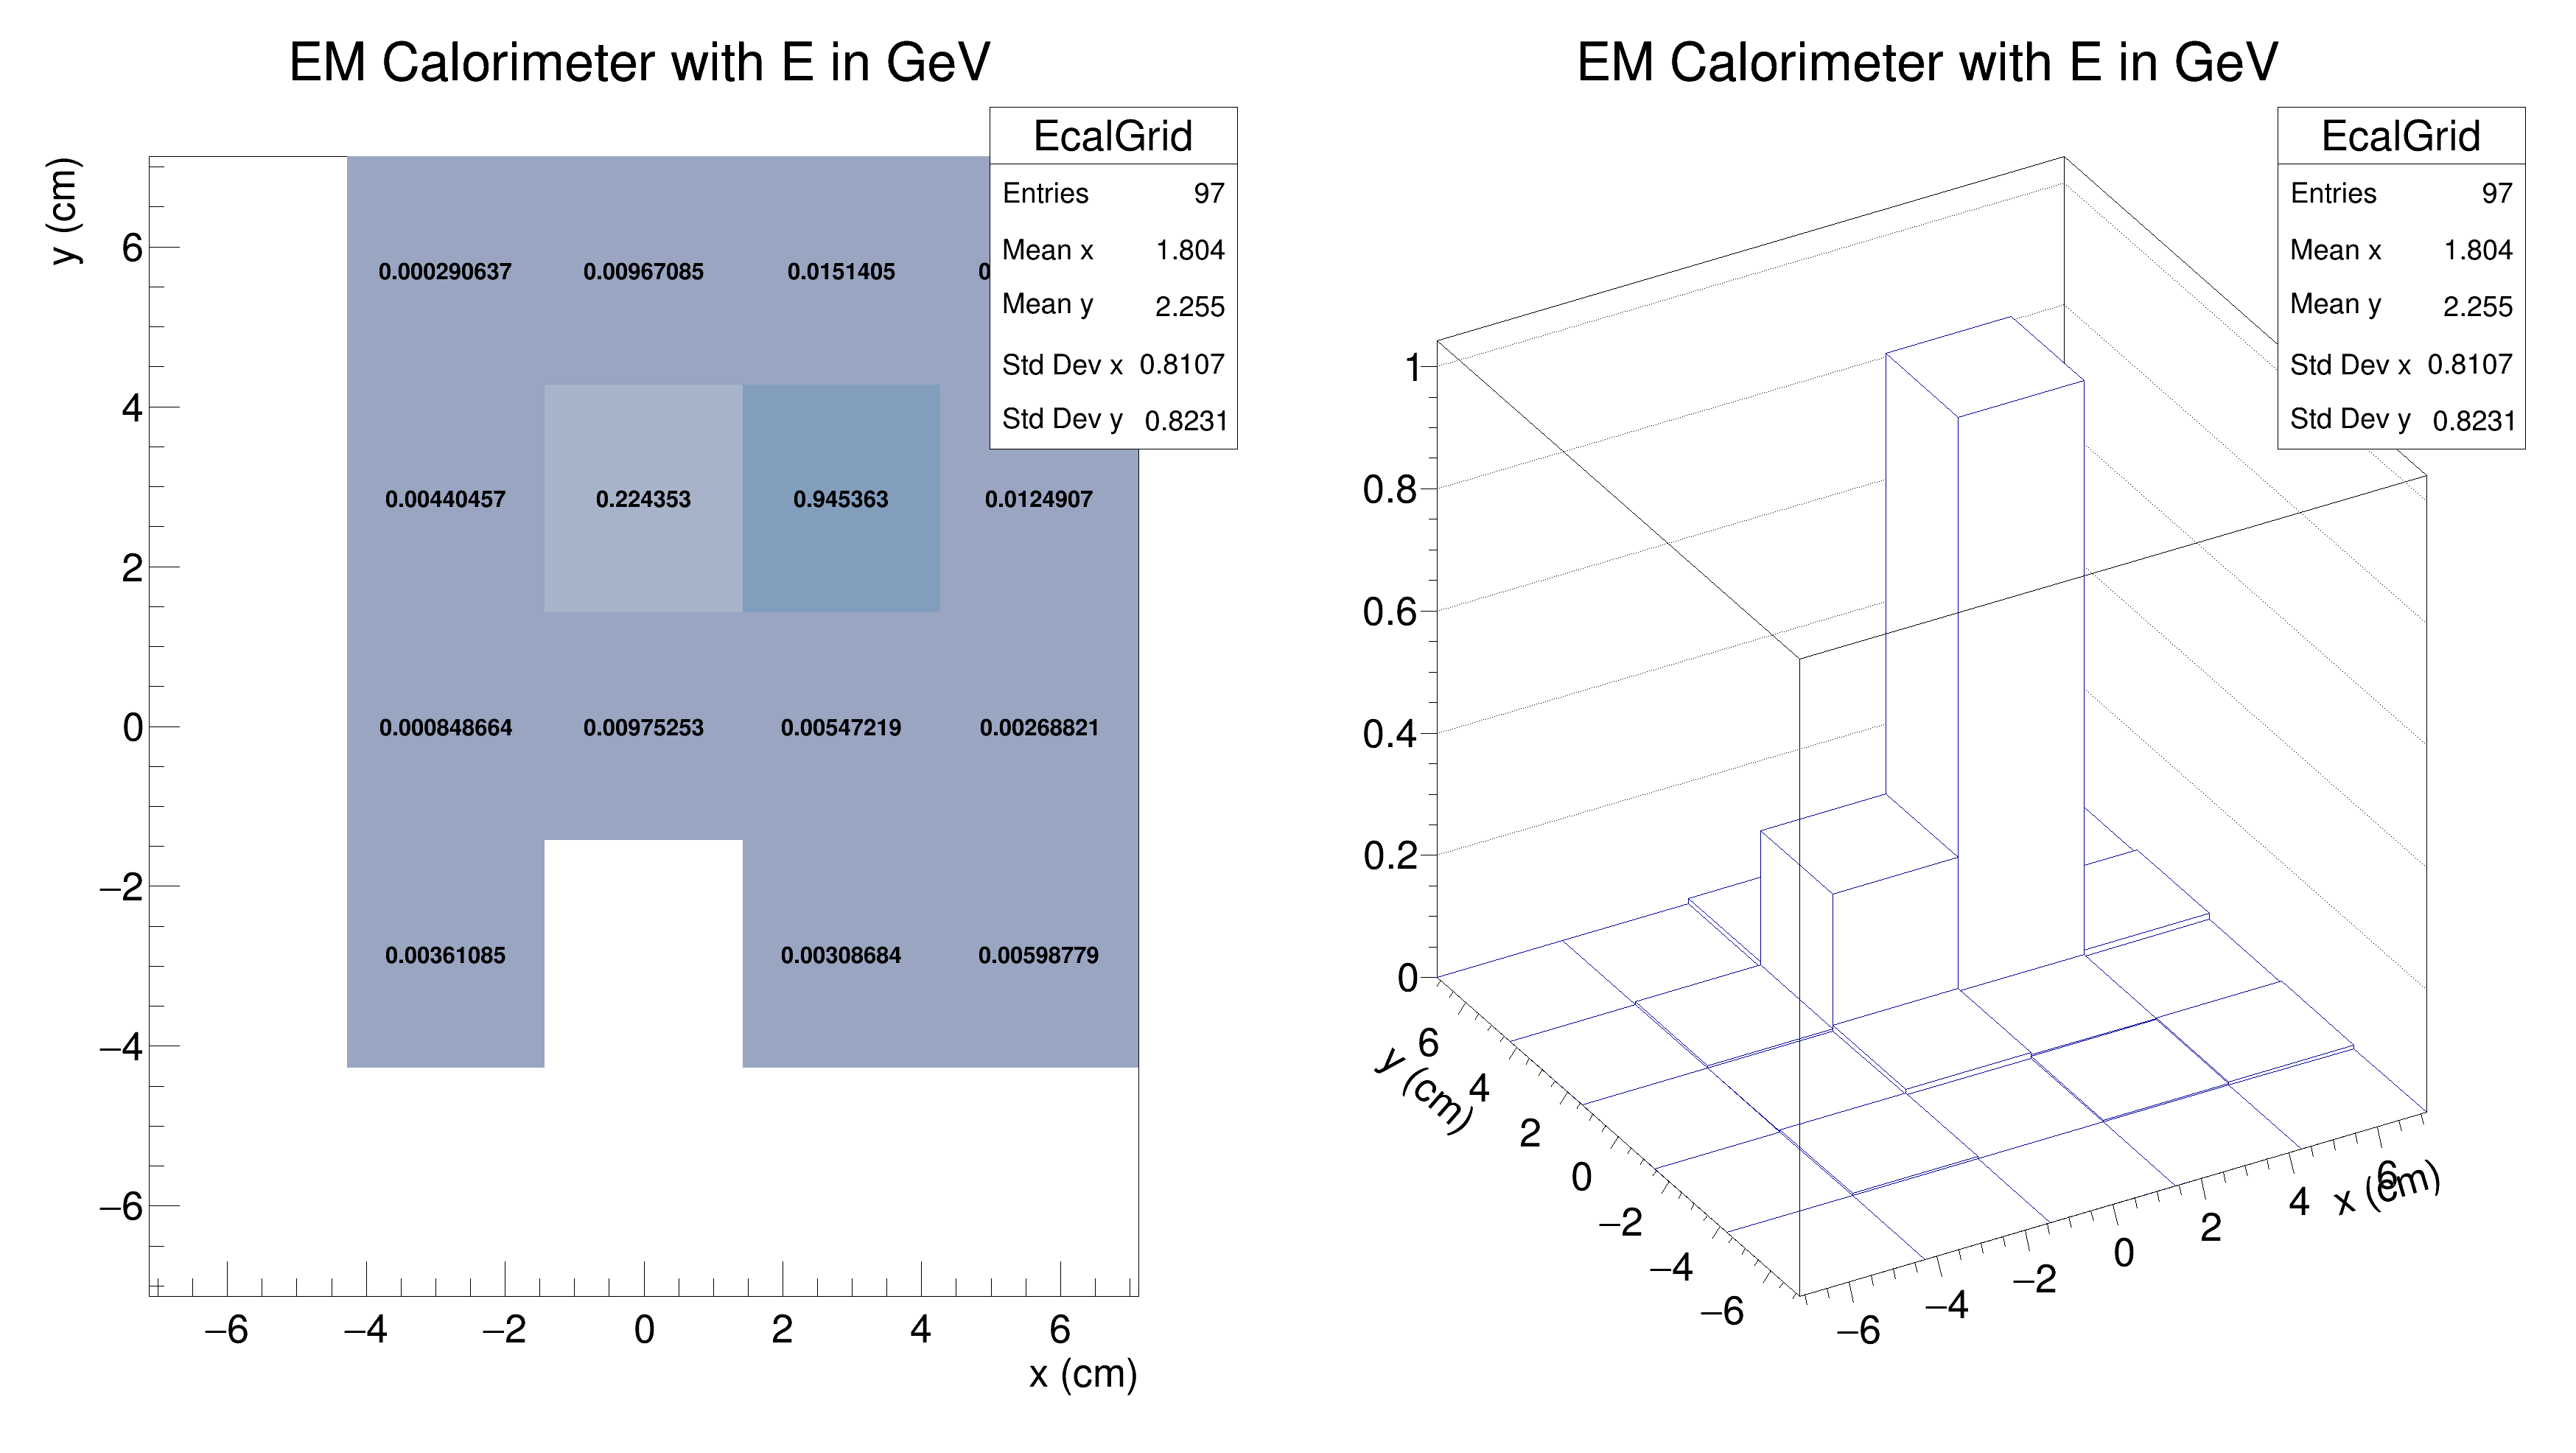 EM Calorimeter with E in GeV
EcalGrid
Entries 97
Mean x 1.804
Mean y 2.255
Std Dev x 0.8107
Std Dev y 0.8231
y (cm)
6
4
2
0
−2
−4
−6
0.000290637 0.00967085 0.0151405 0
0.00440457 0.224353 0.945363 0.0124907
0.000848664 0.00975253 0.00547219 0.00268821
0.00361085 0.00308684 0.00598779
−6 −4 −2 0 2 4 6
x (cm)
EM Calorimeter with E in GeV
EcalGrid
Entries 97
Mean x 1.804
Mean y 2.255
Std Dev x 0.8107
Std Dev y 0.8231
1
0.8
0.6
0.4
0.2
0
6
4
2
0
−2
−4
−6
y (cm)
−6 −4 −2 0 2 4 6
x (cm)